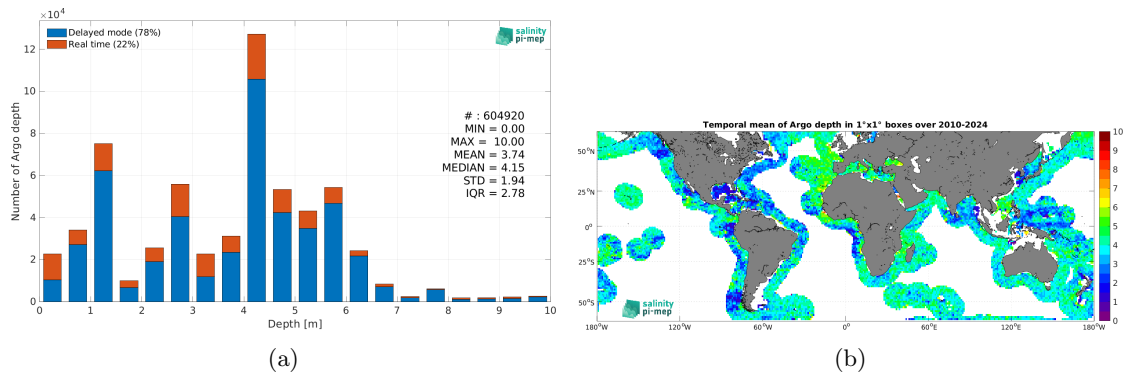 ×10⁴
Delayed mode (78%)
Real time (22%)
salinity
pi-mep
12
10
8
6
4
2
0
Number of Argo depth
# : 604920
MIN = 0.00
MAX = 10.00
MEAN = 3.74
MEDIAN = 4.15
STD = 1.94
IQR = 2.78
0 1 2 3 4 5 6 7 8 9 10
Depth [m]
(a)
Temporal mean of Argo depth in 1°x1° boxes over 2010-2024
50°N
25°N
0°
25°S
50°S
salinity
pi-mep
180°W 120°W 60°W 0° 60°E 120°E 180°W
10
9
8
7
6
5
4
3
2
1
0
(b)